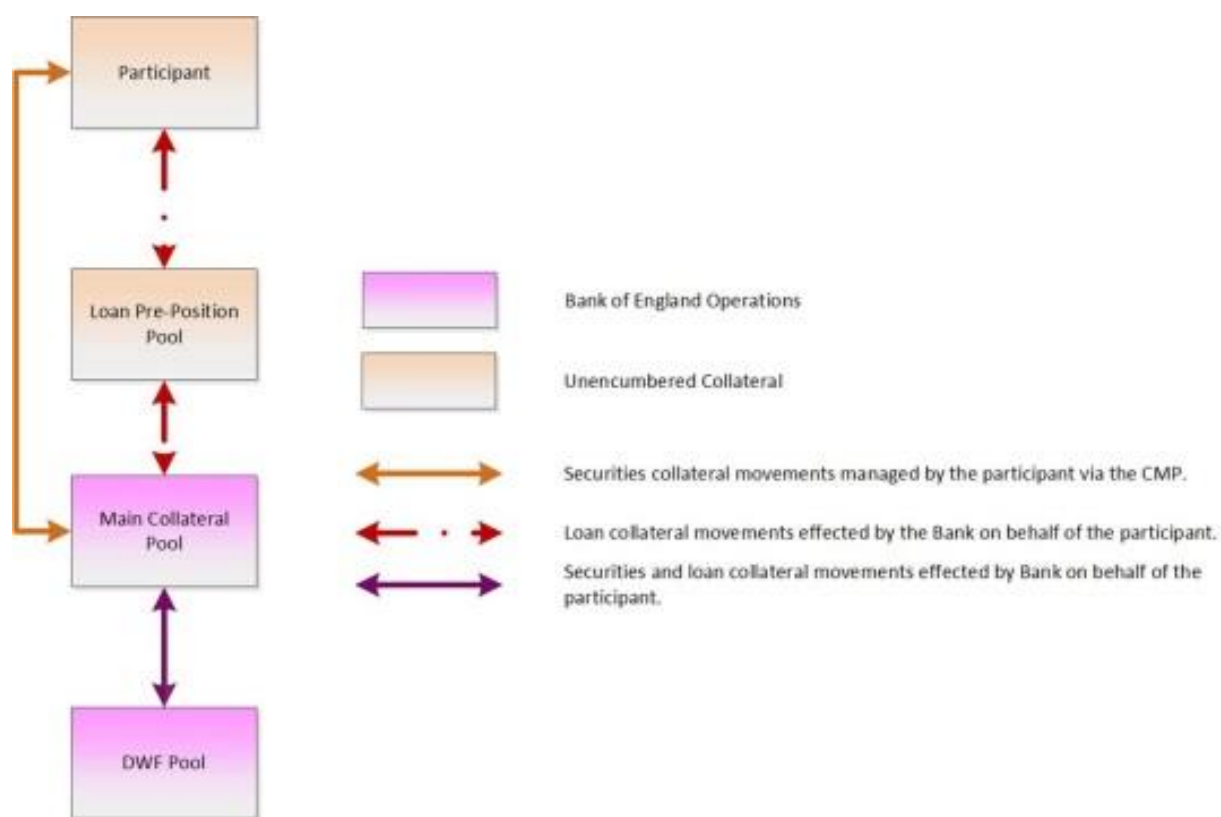 Participant
Loan Pre-Position
Pool
Main Collateral
Pool
DWF Pool
Bank of England Operations
Unencumbered Collateral
Securities collateral movements managed by the participant via the CMP.
Loan collateral movements effected by the Bank on behalf of the participant.
Securities and loan collateral movements effected by Bank on behalf of the
participant.